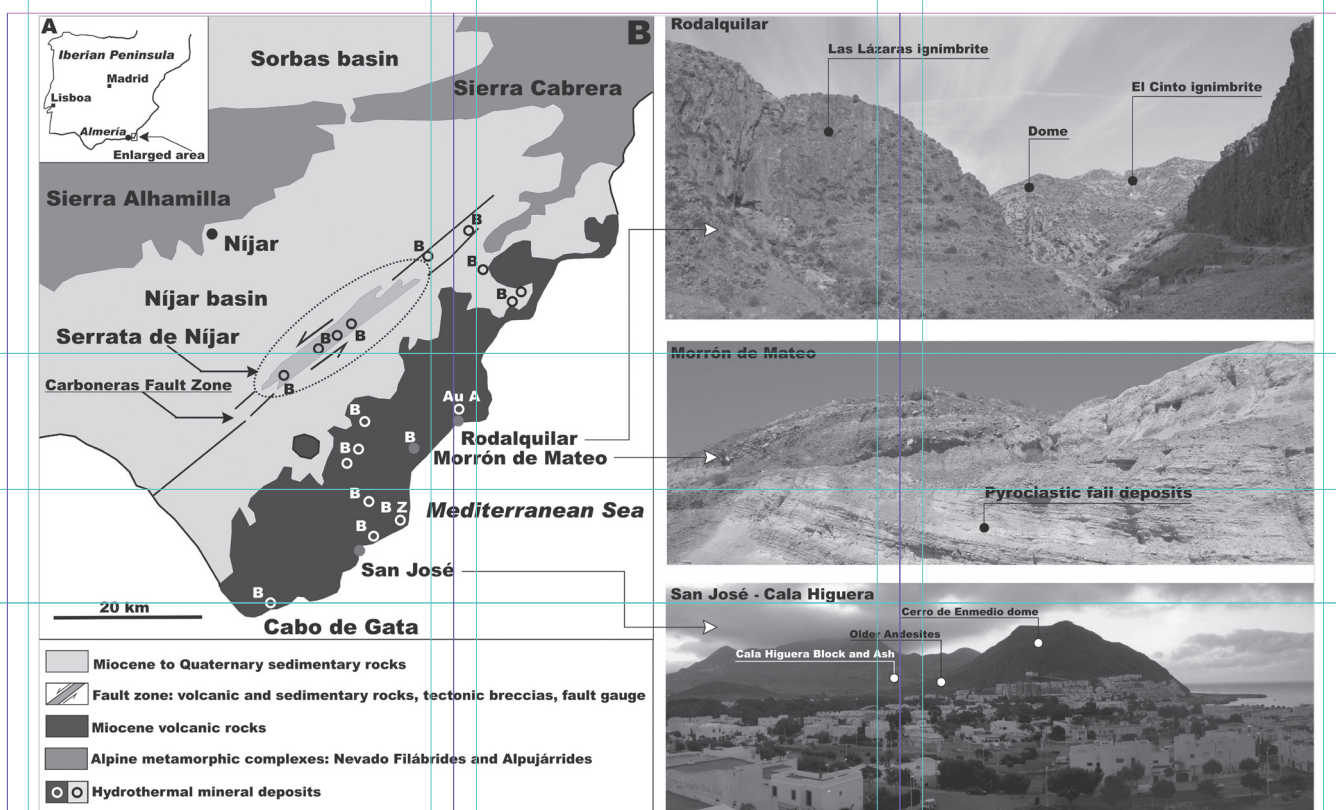 A
Iberian Peninsula
Madrid
Lisboa
Almería
Enlarged area
Sorbas basin
B
Sierra Cabrera
Sierra Alhamilla
Níjar
B
B
B
B
Níjar basin
Serrata de Níjar
B
B
B
Carboneras Fault Zone
Au A
B
B
B
Rodalquilar
Morrón de Mateo
B
B Z
B
Mediterranean Sea
San José
B
20 km
Cabo de Gata
Miocene to Quaternary sedimentary rocks
Fault zone: volcanic and sedimentary rocks, tectonic breccias, fault gauge
Miocene volcanic rocks
Alpine metamorphic complexes: Nevado Filábrides and Alpujárrides
Hydrothermal mineral deposits
Rodalquilar
Las Lázaras ignimbrite
El Cinto ignimbrite
Dome
Morrón de Mateo
Pyroclastic fall deposits
San José - Cala Higuera
Cerro de Enmedio dome
Older Andesites
Cala Higuera Block and Ash